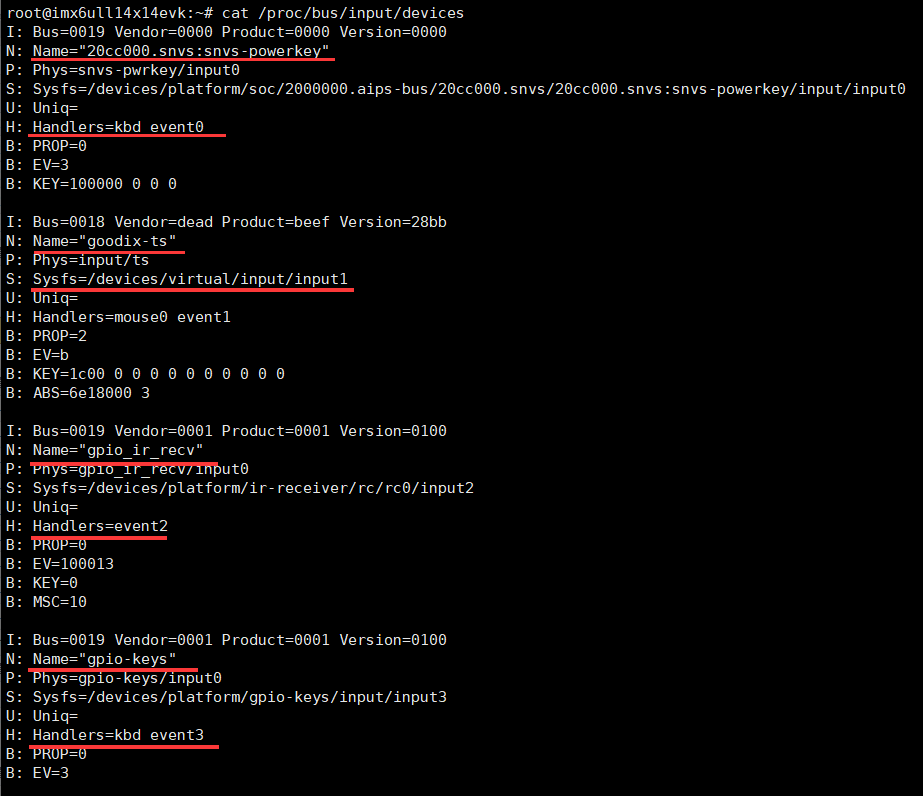 root@imx6ull14x14evk:~# cat /proc/bus/input/devices
I: Bus=0019 Vendor=0000 Product=0000 Version=0000
N: Name="20cc000.snvs:snvs-powerkey"
P: Phys=snvs-pwrkey/input0
S: Sysfs=/devices/platform/soc/2000000.aips-bus/20cc000.snvs/20cc000.snvs:snvs-powerkey/input/input0
U: Uniq=
H: Handlers=kbd event0
B: PROP=0
B: EV=3
B: KEY=100000 0 0 0

I: Bus=0018 Vendor=dead Product=beef Version=28bb
N: Name="goodix-ts"
P: Phys=input/ts
S: Sysfs=/devices/virtual/input/input1
U: Uniq=
H: Handlers=mouse0 event1
B: PROP=2
B: EV=b
B: KEY=1c00 0 0 0 0 0 0 0 0 0 0
B: ABS=6e18000 3

I: Bus=0019 Vendor=0001 Product=0001 Version=0100
N: Name="gpio_ir_recv"
P: Phys=gpio_ir_recv/input0
S: Sysfs=/devices/platform/ir-receiver/rc/rc0/input2
U: Uniq=
H: Handlers=event2
B: PROP=0
B: EV=100013
B: KEY=0
B: MSC=10

I: Bus=0019 Vendor=0001 Product=0001 Version=0100
N: Name="gpio-keys"
P: Phys=gpio-keys/input0
S: Sysfs=/devices/platform/gpio-keys/input/input3
U: Uniq=
H: Handlers=kbd event3
B: PROP=0
B: EV=3